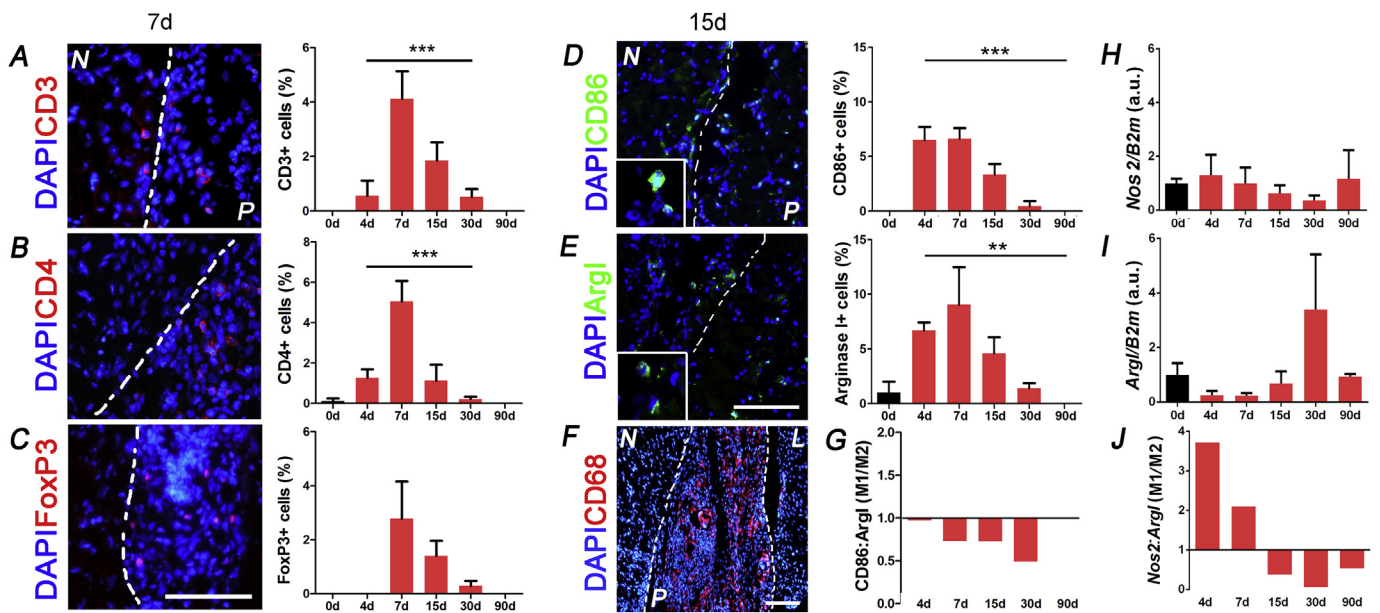 7d
15d
A
DAPICD3
N
P
CD3+ cells (%)
6
4
2
0
***
0d 4d 7d 15d 30d 90d
B
DAPICD4
CD4+ cells (%)
8
6
4
2
0
***
0d 4d 7d 15d 30d 90d
C
DAPIFoxP3
FoxP3+ cells (%)
6
4
2
0
0d 4d 7d 15d 30d 90d
D
DAPICD86
N
P
CD86+ cells (%)
15
10
5
0
***
0d 4d 7d 15d 30d 90d
E
DAPIArgI
Arginase I+ cells (%)
15
10
5
0
**
0d 4d 7d 15d 30d 90d
F
DAPICD68
N
L
P
G
CD86:ArgI (M1/M2)
2.0
1.5
1.0
0.5
0.0
4d 7d 15d 30d 90d
H
Nos 2/B2m (a.u.)
6
4
2
0
0d 4d 7d 15d 30d 90d
I
ArgI/B2m (a.u.)
6
4
2
0
0d 4d 7d 15d 30d 90d
J
Nos2:ArgI (M1/M2)
4
3
2
1
0
4d 7d 15d 30d 90d